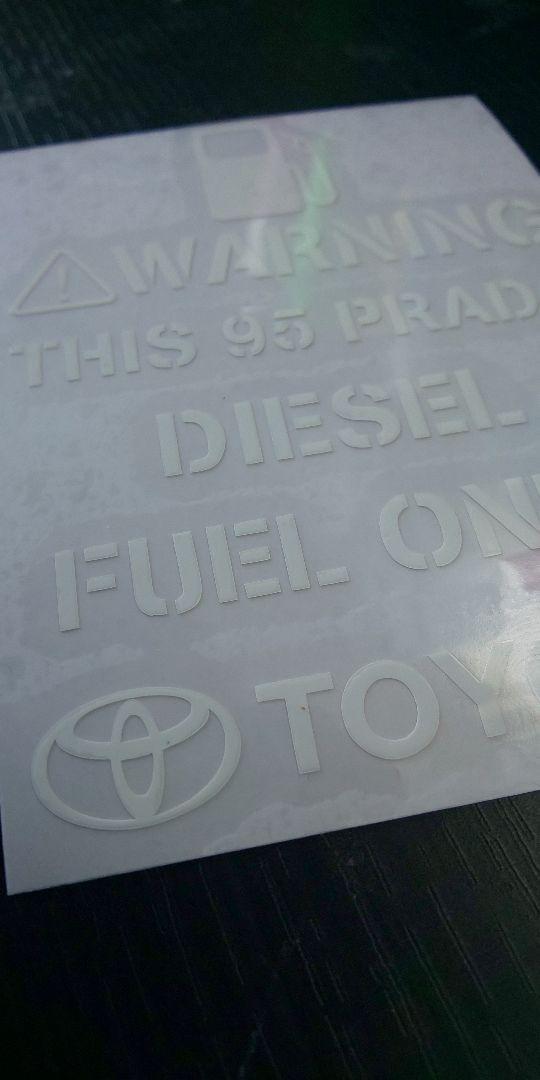 WARNING
THIS 95 PRAD
DIESEL
FUEL ON
TOY